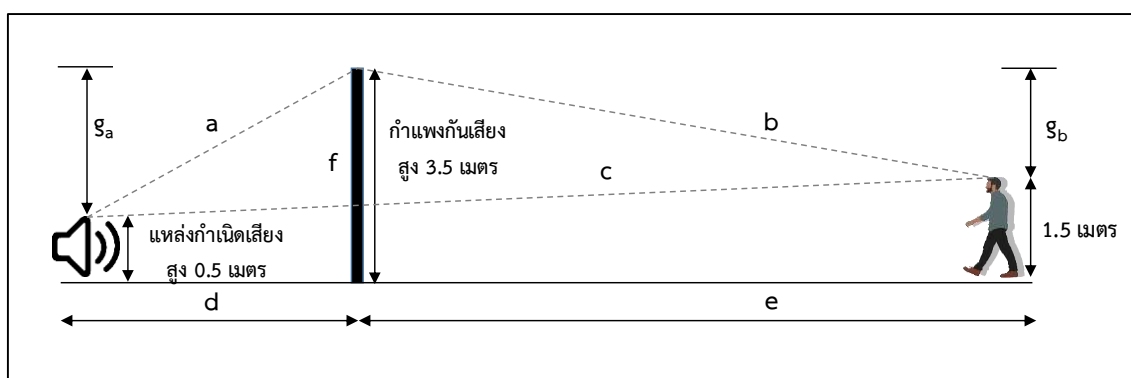 gₐ
a
f
กำแพงกันเสียง
สูง 3.5 เมตร
b
c
g_b
1.5 เมตร
แหล่งกำเนิดเสียง
สูง 0.5 เมตร
d
e